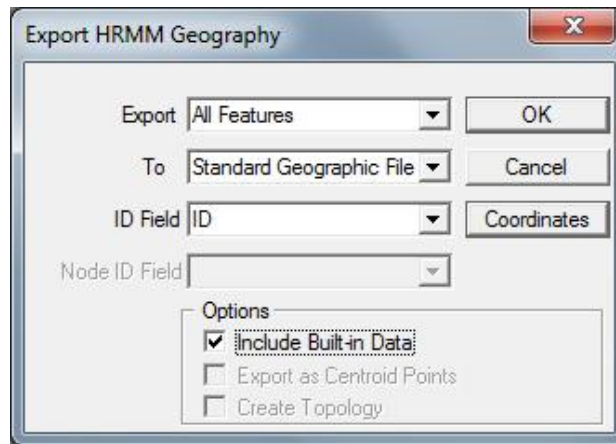 Export HRMM Geography
Export All Features OK
To Standard Geographic File Cancel
ID Field ID Coordinates
Node ID Field
Options
Include Built-in Data
Export as Centroid Points
Create Topology